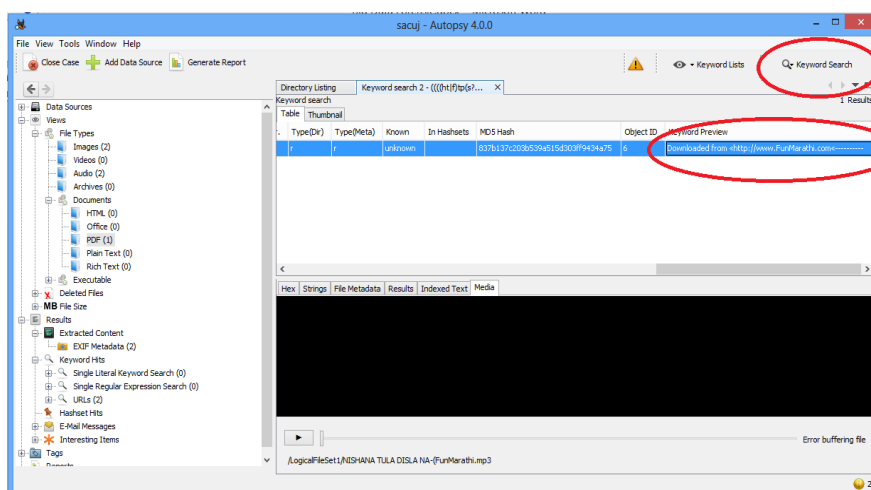 sacuj - Autopsy 4.0.0
File View Tools Window Help
Close Case Add Data Source Generate Report Keyword Lists Keyword Search
Directory Listing Keyword search 2 - ((((ht|f)tp(s?... X
Keyword search 1 Results
Table Thumbnail
Type(Dir) Type(Meta) Known In Hashsets MD5 Hash Object ID Keyword Preview
r r unknown 837b137c203b539a515d303ff9434a75 6 Downloaded from «http://www.FunMarathi.com«----------
Data Sources
Views
File Types
Images (2)
Videos (0)
Audio (2)
Archives (0)
Documents
HTML (0)
Office (0)
PDF (1)
Plain Text (0)
Rich Text (0)
Executable
Deleted Files
MB File Size
Results
Extracted Content
EXIF Metadata (2)
Keyword Hits
Single Literal Keyword Search (0)
Single Regular Expression Search (0)
URLs (2)
Hashset Hits
E-Mail Messages
Interesting Items
Tags
Reports
Hex Strings File Metadata Results Indexed Text Media
Error buffering file
/LogicalFileSet1/NISHANA TULA DISLA NA-(FunMarathi.mp3
2